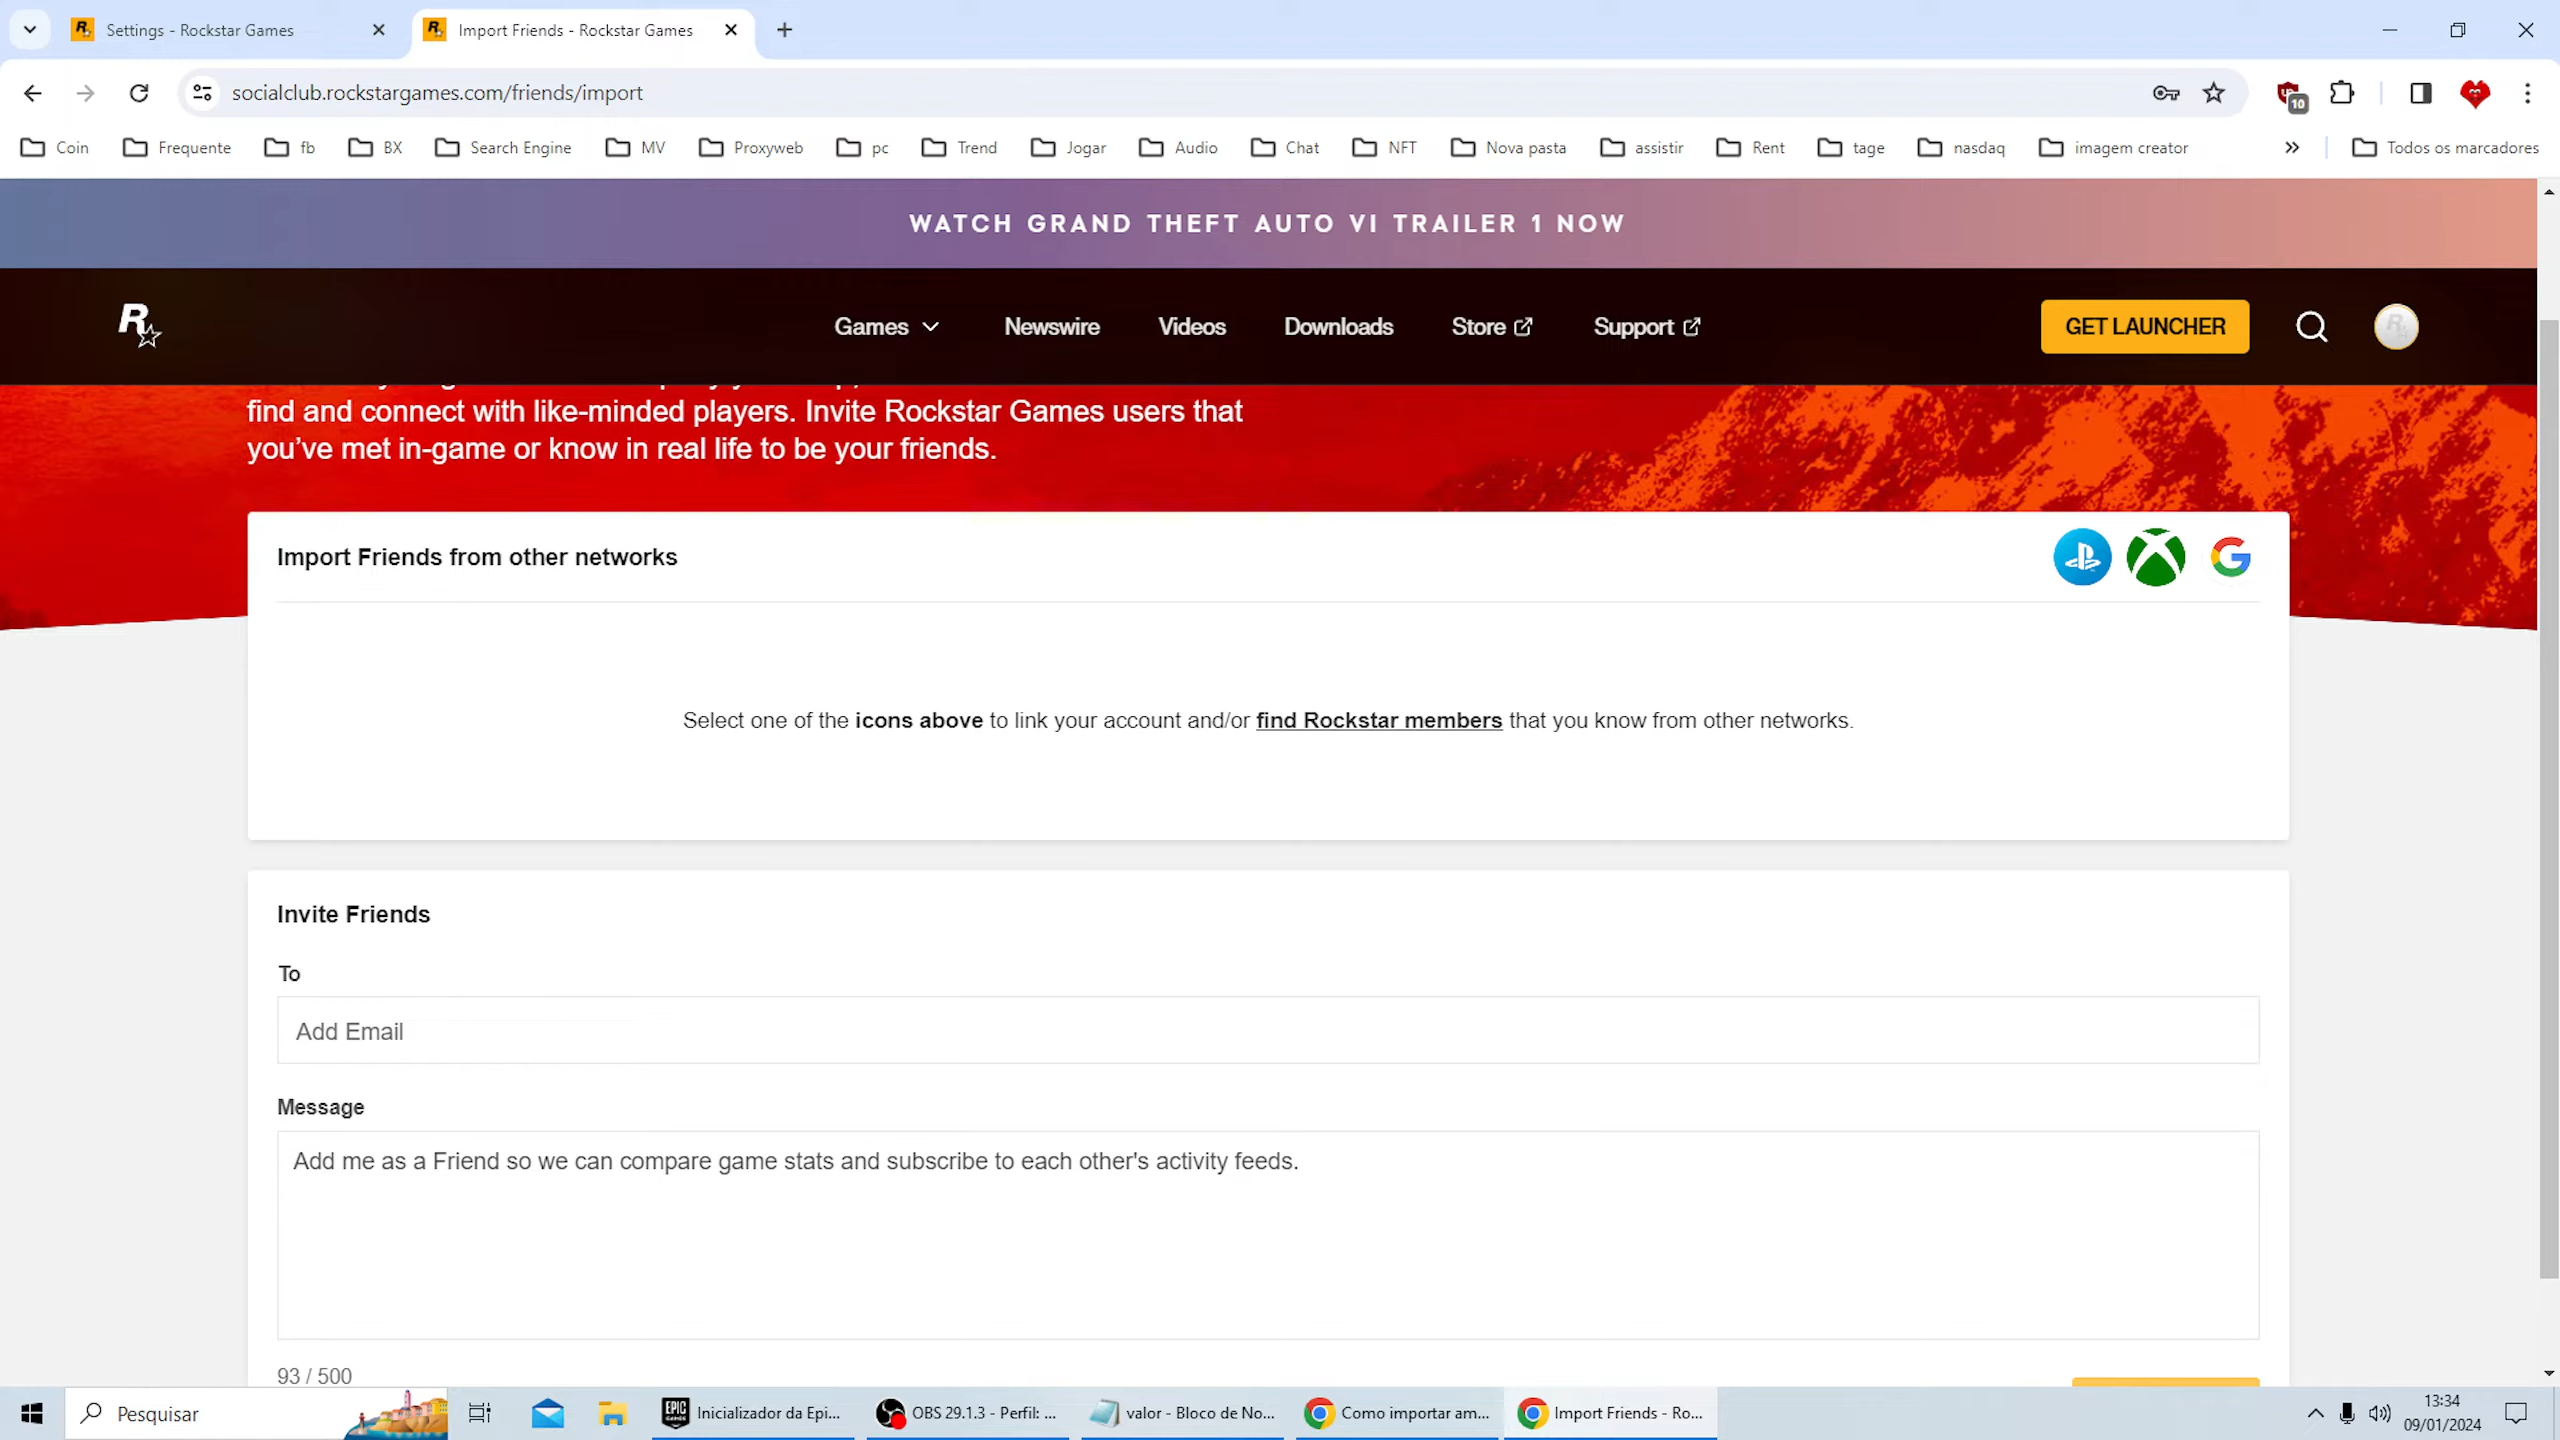 Settings - Rockstar Games
Import Friends - Rockstar Games
socialclub.rockstargames.com/friends/import
10
Coin
Frequente
fb
BX
Search Engine
MV
Proxyweb
pc
Trend
Jogar
Audio
Chat
NFT
Nova pasta
assistir
Rent
tage
nasdaq
imagem creator
Todos os marcadores
WATCH GRAND THEFT AUTO VI TRAILER 1 NOW
Games
Newswire
Videos
Downloads
Store
Support
GET LAUNCHER
find and connect with like-minded players. Invite Rockstar Games users that
you've met in-game or know in real life to be your friends.
Import Friends from other networks
Select one of the icons above to link your account and/or find Rockstar members that you know from other networks.
Invite Friends
To
Add Email
Message
Add me as a Friend so we can compare game stats and subscribe to each other's activity feeds.
93 / 500
Pesquisar
Inicializador da Epi...
OBS 29.1.3 - Perfil: ...
valor - Bloco de No...
Como importar am...
Import Friends - Ro...
13:34
09/01/2024